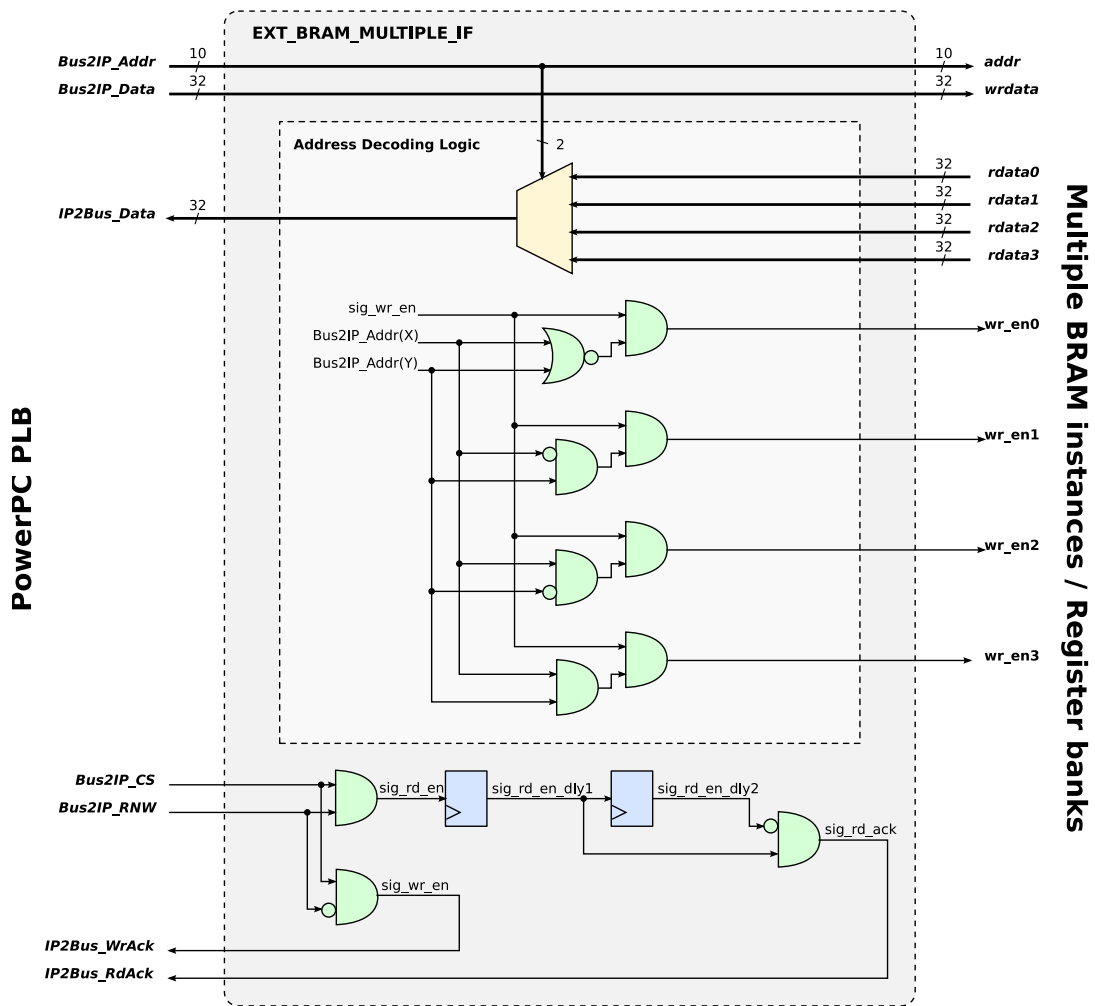 EXT_BRAM_MULTIPLE_IF
Bus2IP_Addr
10
10
addr
Bus2IP_Data
32
32
wrdata
Address Decoding Logic
2
32
rdata0
32
rdata1
IP2Bus_Data
32
32
rdata2
32
rdata3
sig_wr_en
wr_en0
Bus2IP_Addr(X)
Bus2IP_Addr(Y)
wr_en1
wr_en2
wr_en3
PowerPC PLB
Multiple BRAM instances / Register banks
Bus2IP_CS
sig_rd_en
sig_rd_en_dly1
sig_rd_en_dly2
Bus2IP_RNW
sig_rd_ack
sig_wr_en
IP2Bus_WrAck
IP2Bus_RdAck